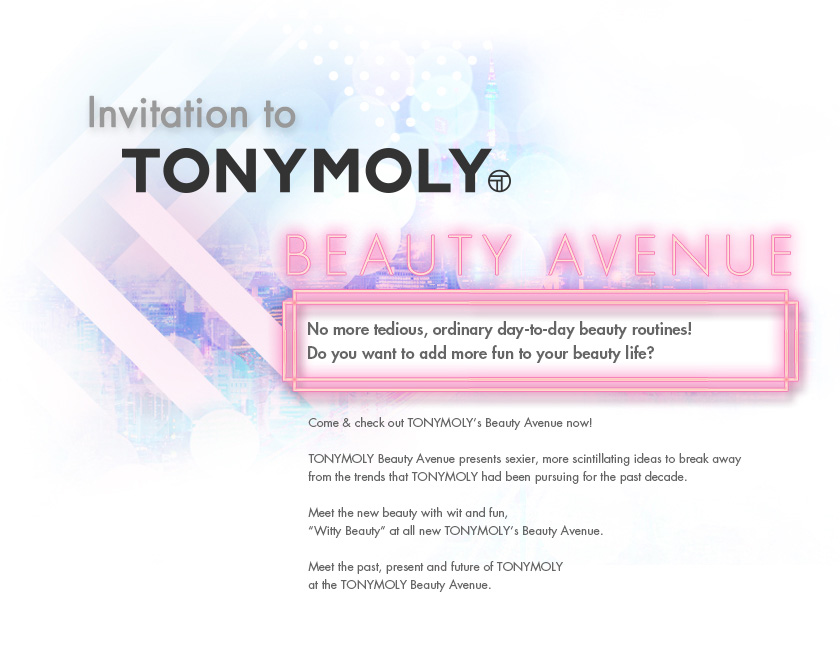 Invitation to
TONYMOLY
BEAUTY AVENUE
No more tedious, ordinary day-to-day beauty routines!
Do you want to add more fun to your beauty life?
Come & check out TONYMOLY's Beauty Avenue now!
TONYMOLY Beauty Avenue presents sexier, more scintillating ideas to break away
from the trends that TONYMOLY had been pursuing for the past decade.
Meet the new beauty with wit and fun,
“Witty Beauty” at all new TONYMOLY's Beauty Avenue.
Meet the past, present and future of TONYMOLY
at the TONYMOLY Beauty Avenue.